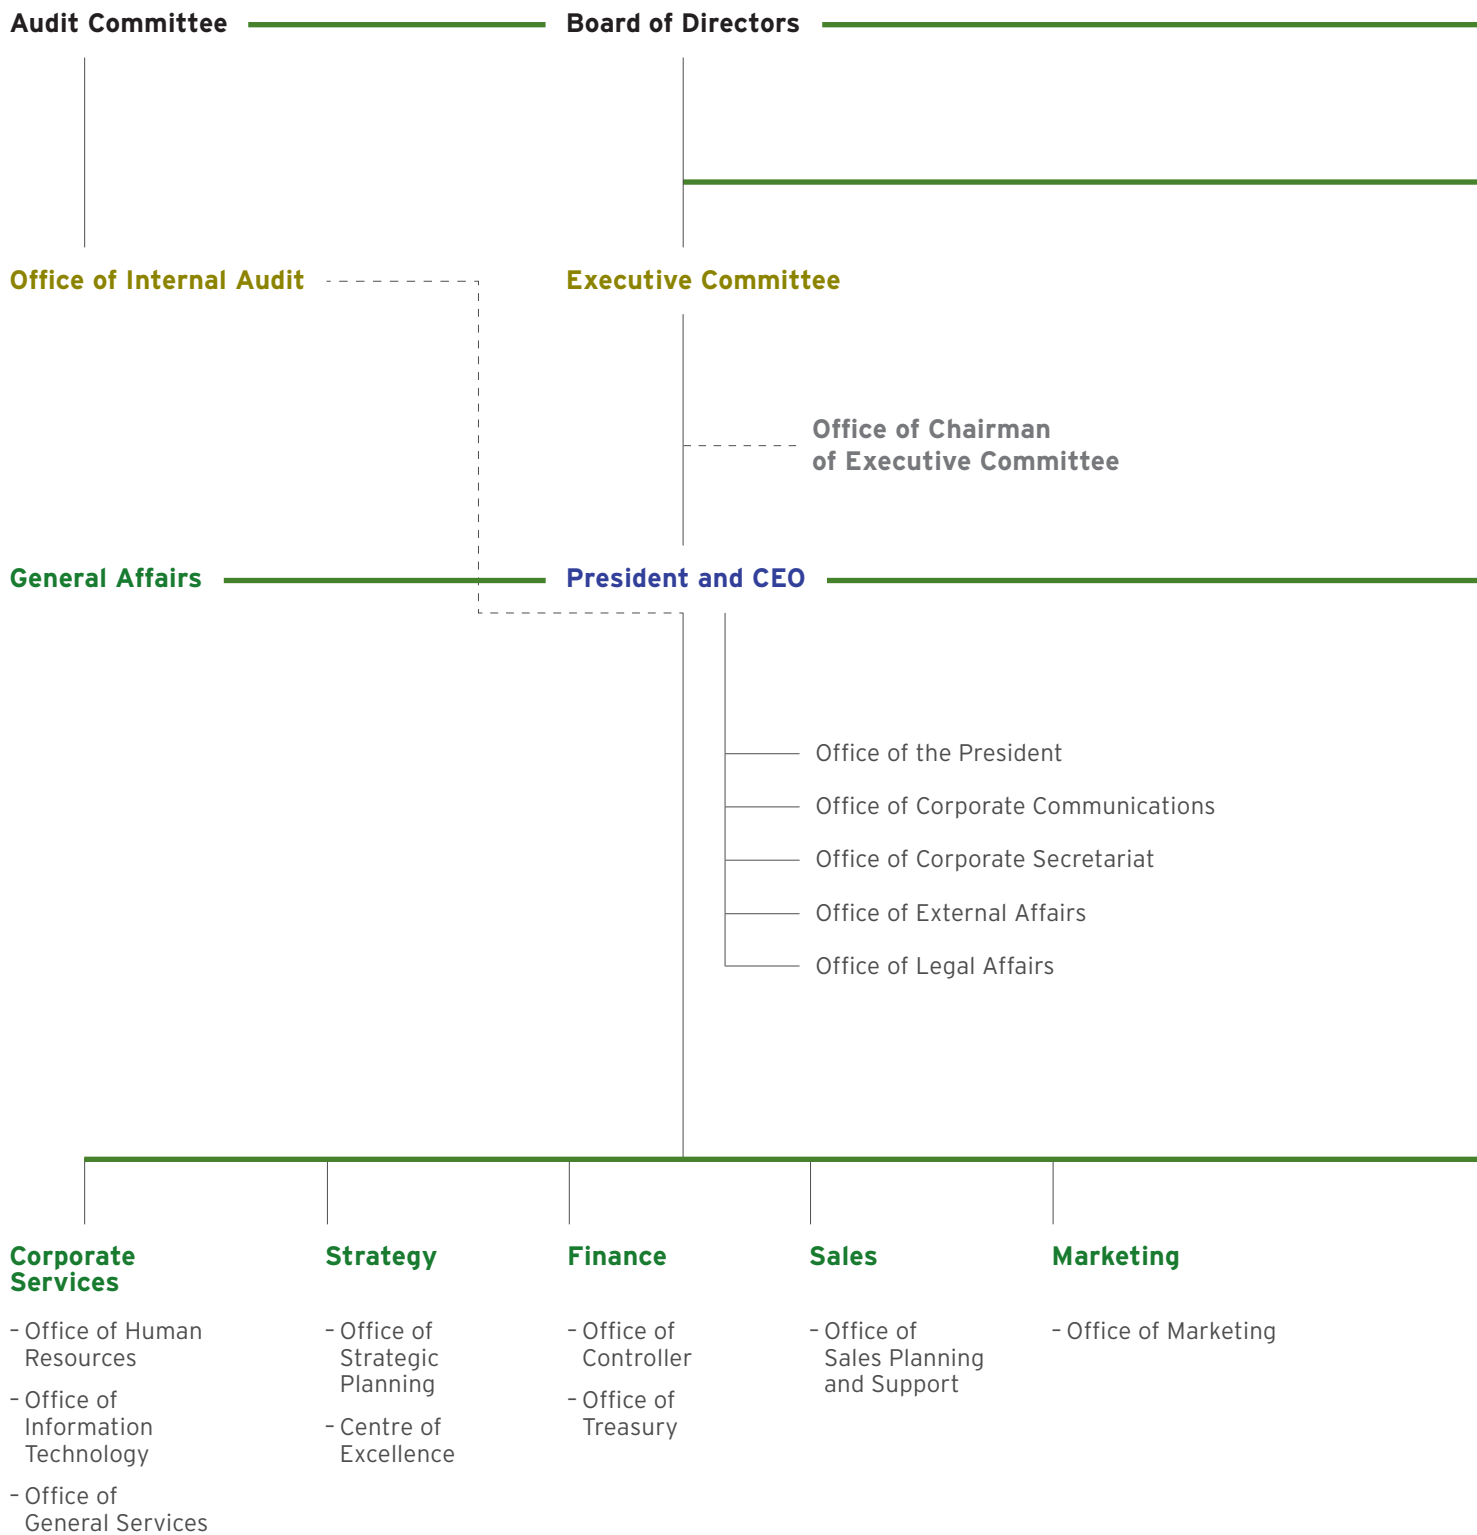 Audit Committee
Board of Directors
Office of Internal Audit
Executive Committee
Office of Chairman
of Executive Committee
General Affairs
President and CEO
Office of the President
Office of Corporate Communications
Office of Corporate Secretariat
Office of External Affairs
Office of Legal Affairs
Corporate
Services
– Office of Human
Resources
– Office of
Information
Technology
– Office of
General Services
Strategy
– Office of
Strategic
Planning
– Centre of
Excellence
Finance
– Office of
Controller
– Office of
Treasury
Sales
– Office of
Sales Planning
and Support
Marketing
– Office of Marketing